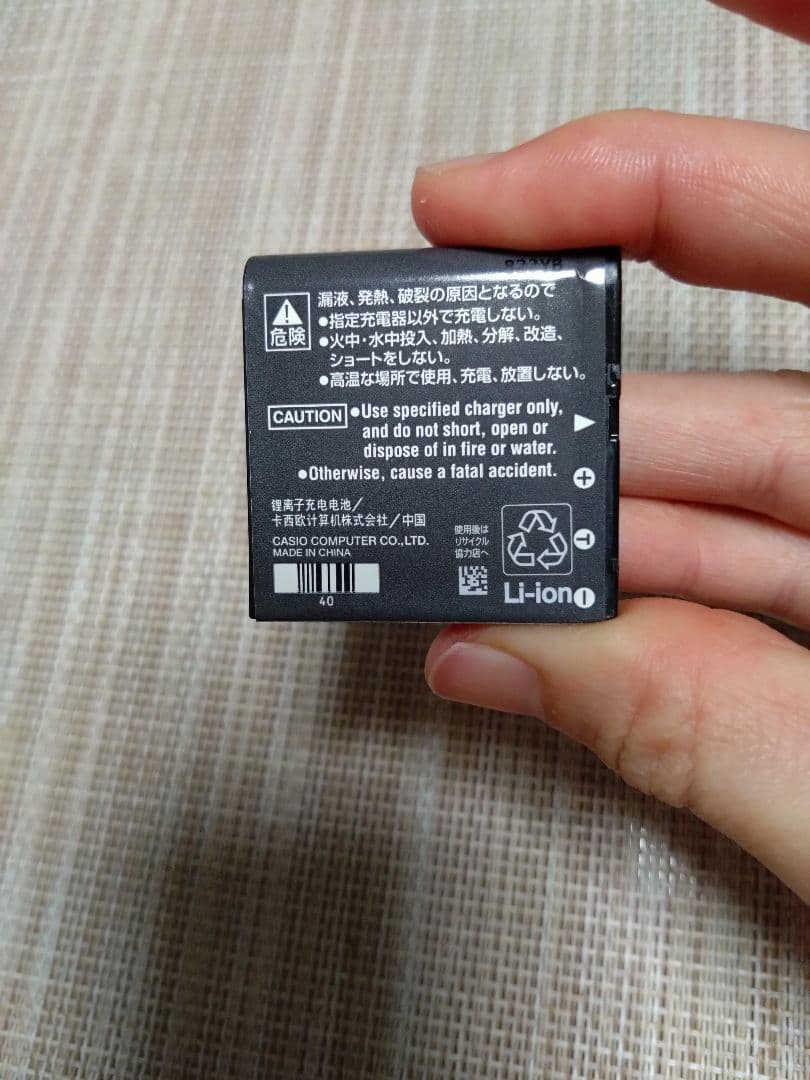 危険
漏液、発熱、破裂の原因となるので
●指定充電器以外で充電しない。
●火中・水中投入、加熱、分解、改造、
ショートをしない。
●高温な場所で使用、充電、放置しない。
CAUTION
●Use specified charger only,
and do not short, open or
dispose of in fire or water.
●Otherwise, cause a fatal accident.
锂离子充电电池/
卡西欧计算机株式会社/中国
CASIO COMPUTER CO.,LTD.
MADE IN CHINA
40
使用後は
リサイクル
協力店へ
Li-ion
T